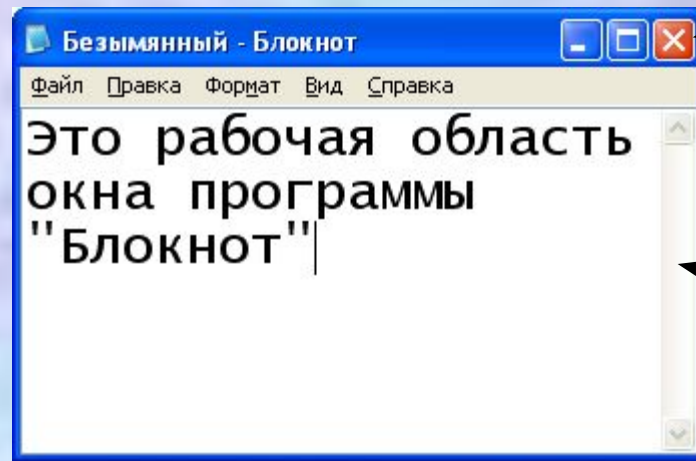 Безымянный - Блокнот
Файл Правка Формат Вид Справка
Это рабочая область
окна программы
"Блокнот"